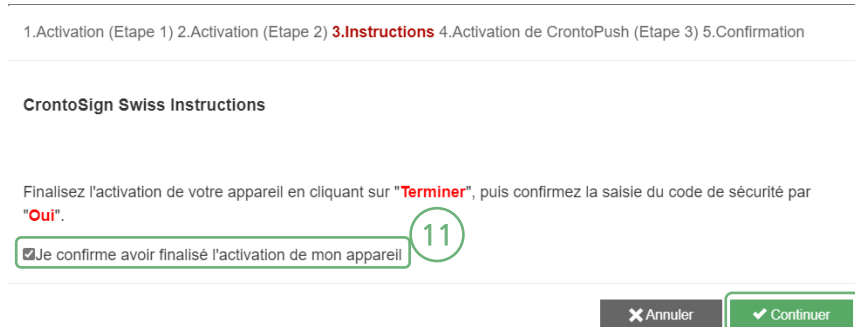 1.Activation (Etape 1) 2.Activation (Etape 2) 3.Instructions 4.Activation de CrontoPush (Etape 3) 5.Confirmation
CrontoSign Swiss Instructions
Finalisez l'activation de votre appareil en cliquant sur "Terminer", puis confirmez la saisie du code de sécurité par
"Oui".
11
Je confirme avoir finalisé l'activation de mon appareil
Annuler
Continuer